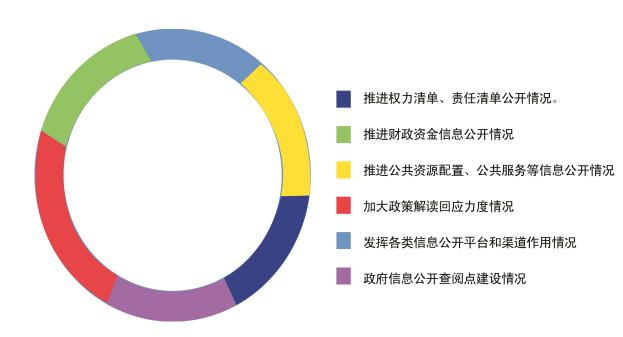 推进权力清单、责任清单公开情况。
推进财政资金信息公开情况
推进公共资源配置、公共服务等信息公开情况
加大政策解读回应力度情况
发挥各类信息公开平台和渠道作用情况
政府信息公开查阅点建设情况